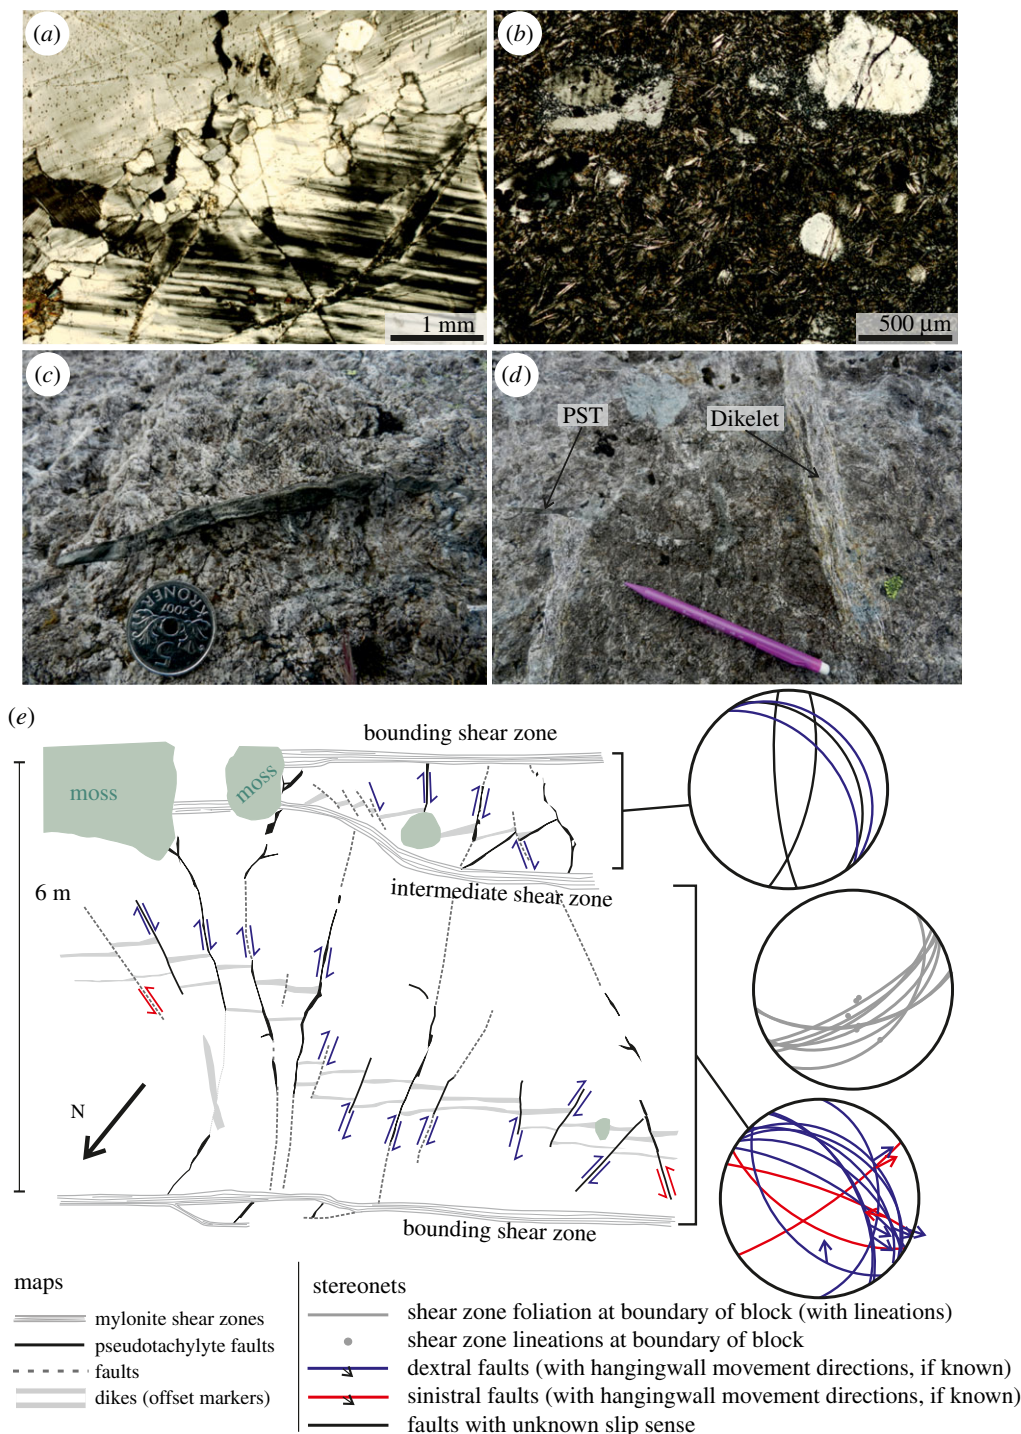 (a)
1 mm
(b)
500 µm
(c)
KRONER
2007
5
(d)
PST
Dikelet
(e)
bounding shear zone
moss
moss
intermediate shear zone
6 m
N
bounding shear zone
maps
mylonite shear zones
pseudotachylyte faults
faults
dikes (offset markers)
stereonets
shear zone foliation at boundary of block (with lineations)
shear zone lineations at boundary of block
dextral faults (with hangingwall movement directions, if known)
sinistral faults (with hangingwall movement directions, if known)
faults with unknown slip sense